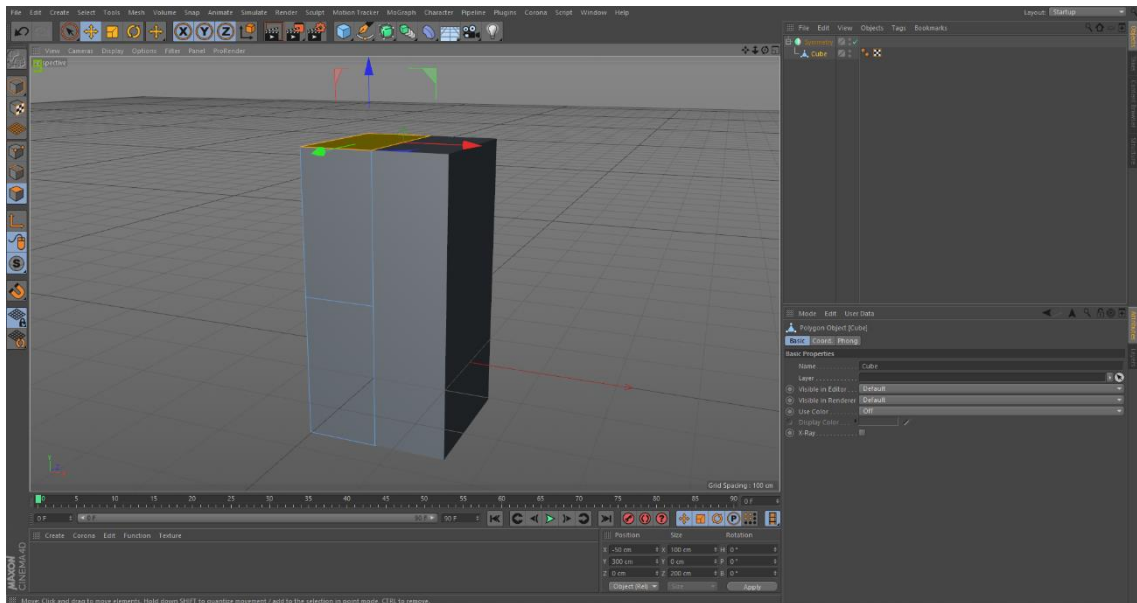 File Edit Create Select Tools Mesh Volume Snap Animate Simulate Render Sculpt Motion Tracker MoGraph Character Pipeline Plugins Corona Script Window Help
Layout: Startup
File Edit View Objects Tags Bookmarks
View Cameras Display Options Filter Panel ProRender
Symmetry
Cube
Grid Spacing : 100 cm
0 5 10 15 20 25 30 35 40 45 50 55 60 65 70 75 80 85 90 0 F
0 F 0 F 90 F 90 F
Create Corona Edit Function Texture
Position Size Rotation
X -50 cm X 100 cm H 0 °
Y 300 cm Y 0 cm P 0 °
Z 0 cm Z 200 cm B 0 °
Object (Rel) Size Apply
MAXON CINEMA 4D
Move: Click and drag to move elements. Hold down SHIFT to quantize movement / add to the selection in point mode, CTRL to remove.
Mode Edit User Data
Polygon Object [Cube]
Basic Coord. Phong
Basic Properties
Name Cube
Layer
Visible in Editor Default
Visible in Renderer Default
Use Color Off
Display Color
X-Ray